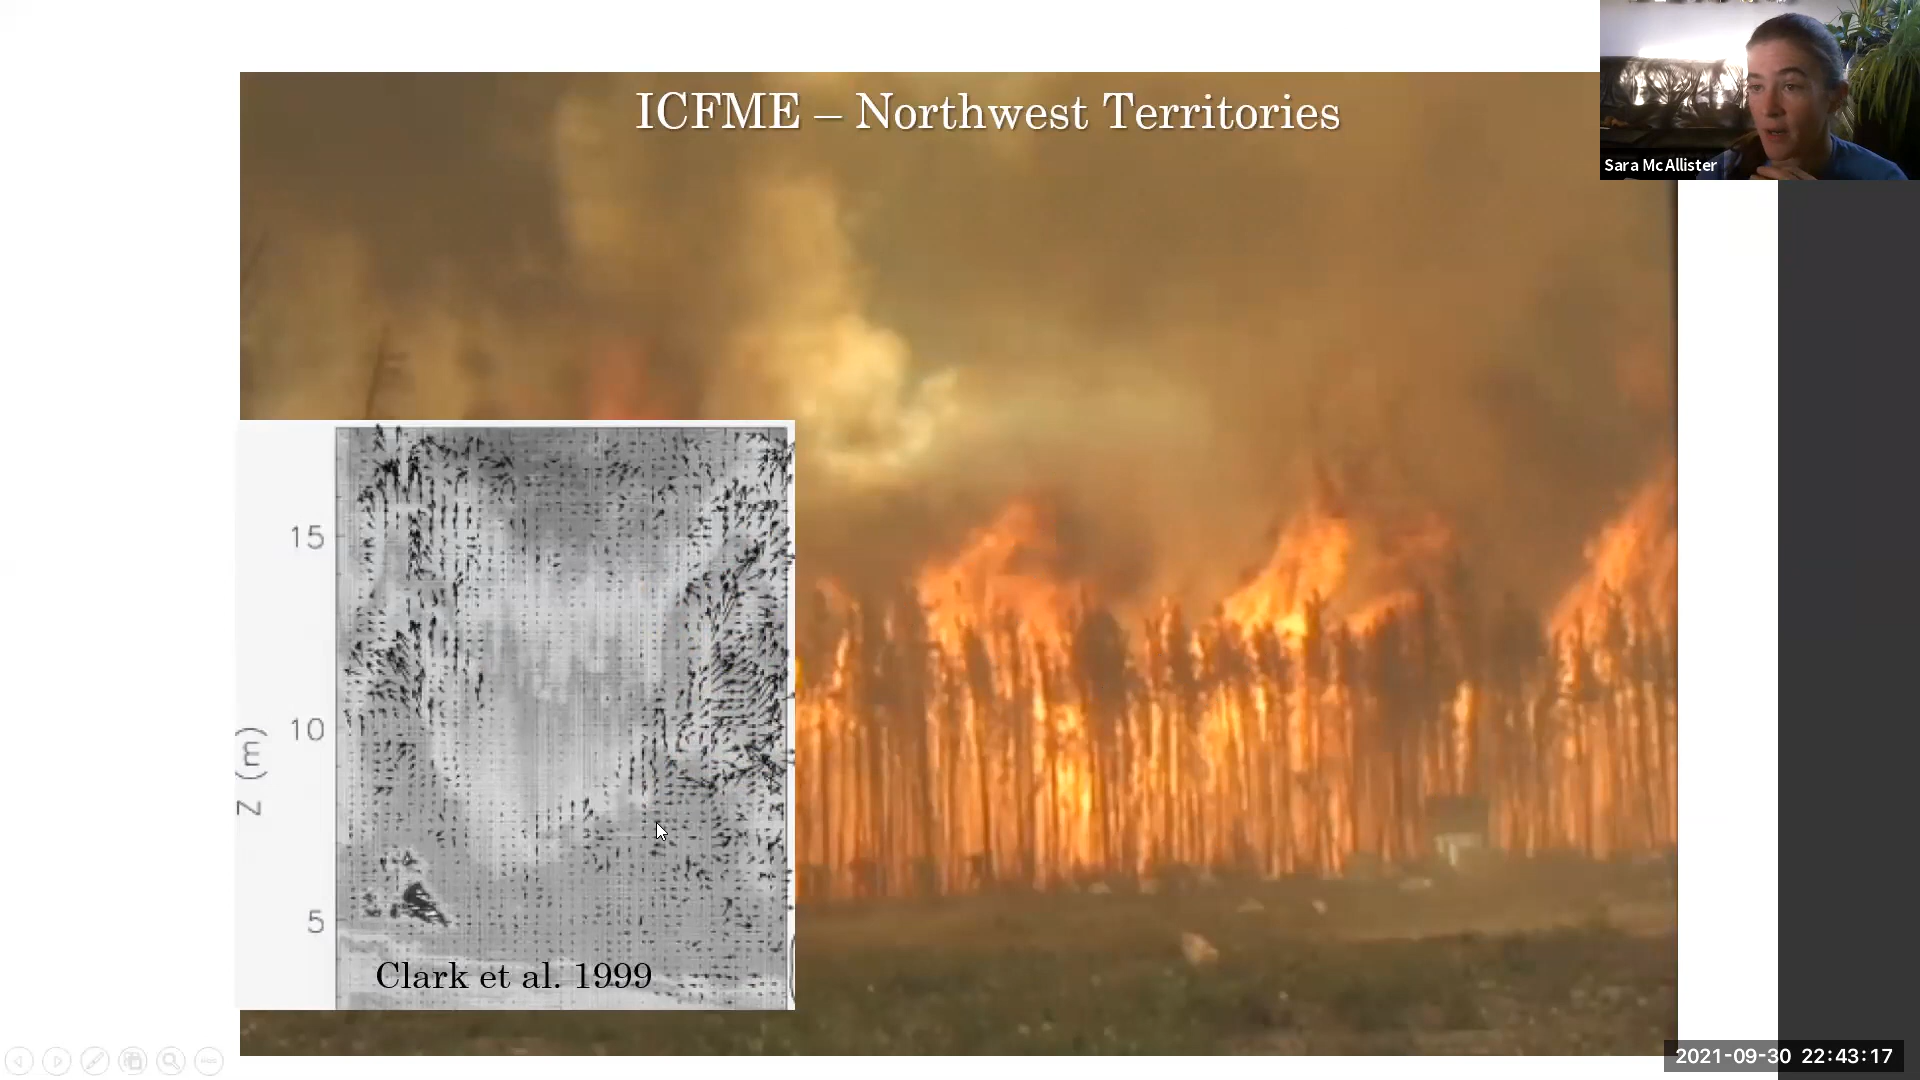 ICFME – Northwest Territories
Sara McAllister
15
10
Z (m)
5
Clark et al. 1999
2021-09-30 22:43:17